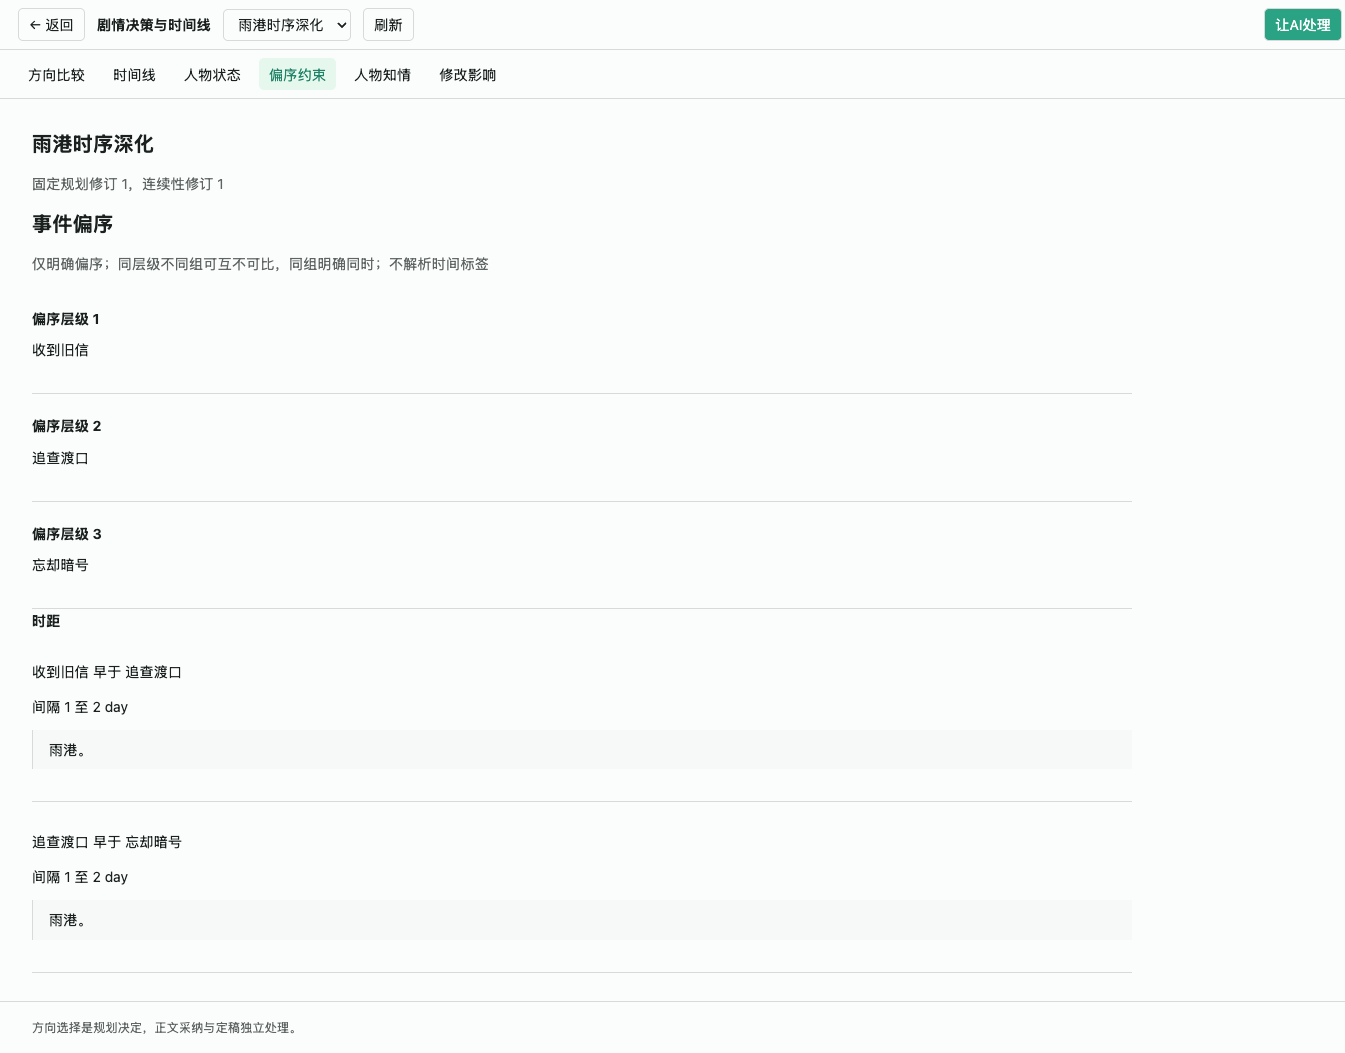 ← 返回 剧情决策与时间线 雨港时序深化 刷新 让AI处理
方向比较 时间线 人物状态 偏序约束 人物知情 修改影响
雨港时序深化
固定规划修订 1，连续性修订 1
事件偏序
仅明确偏序；同层级不同组可互不可比，同组明确同时；不解析时间标签
偏序层级 1
收到旧信
偏序层级 2
追查渡口
偏序层级 3
忘却暗号
时距
收到旧信 早于 追查渡口
间隔 1 至 2 day
雨港。
追查渡口 早于 忘却暗号
间隔 1 至 2 day
雨港。
方向选择是规划决定，正文采纳与定稿独立处理。